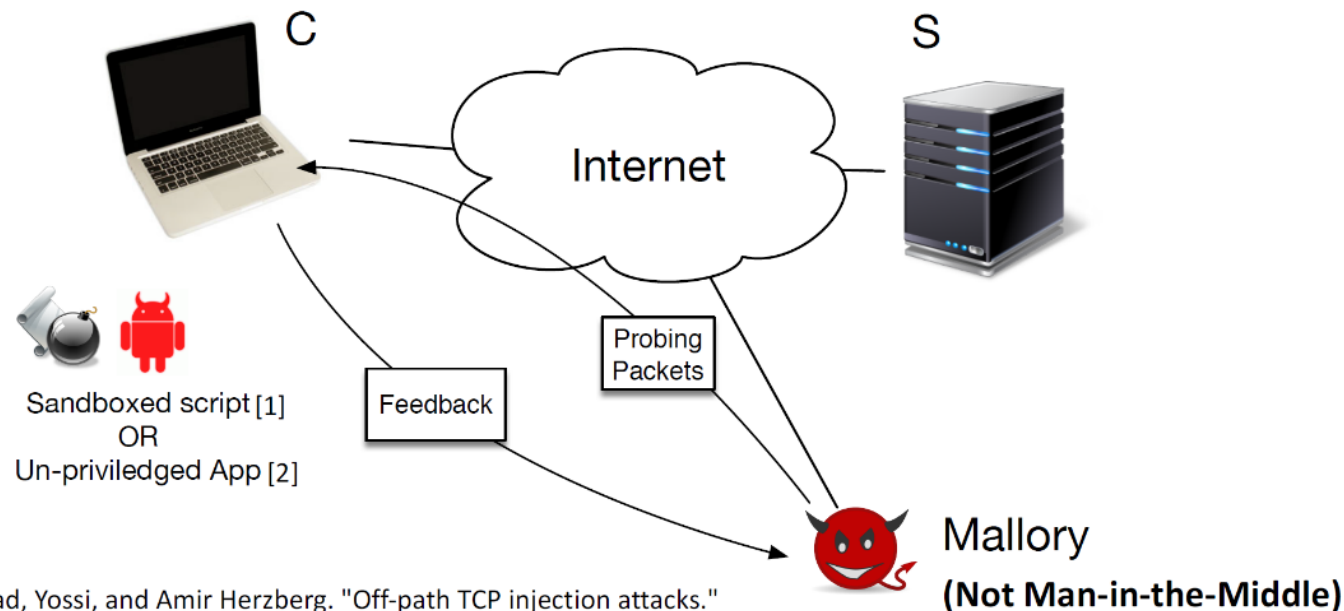 C
S
Internet
Probing
Packets
Feedback
Sandboxed script [1]
OR
Un-priviledged App [2]
Mallory
(Not Man-in-the-Middle)
ad, Yossi, and Amir Herzberg. "Off-path TCP injection attacks."